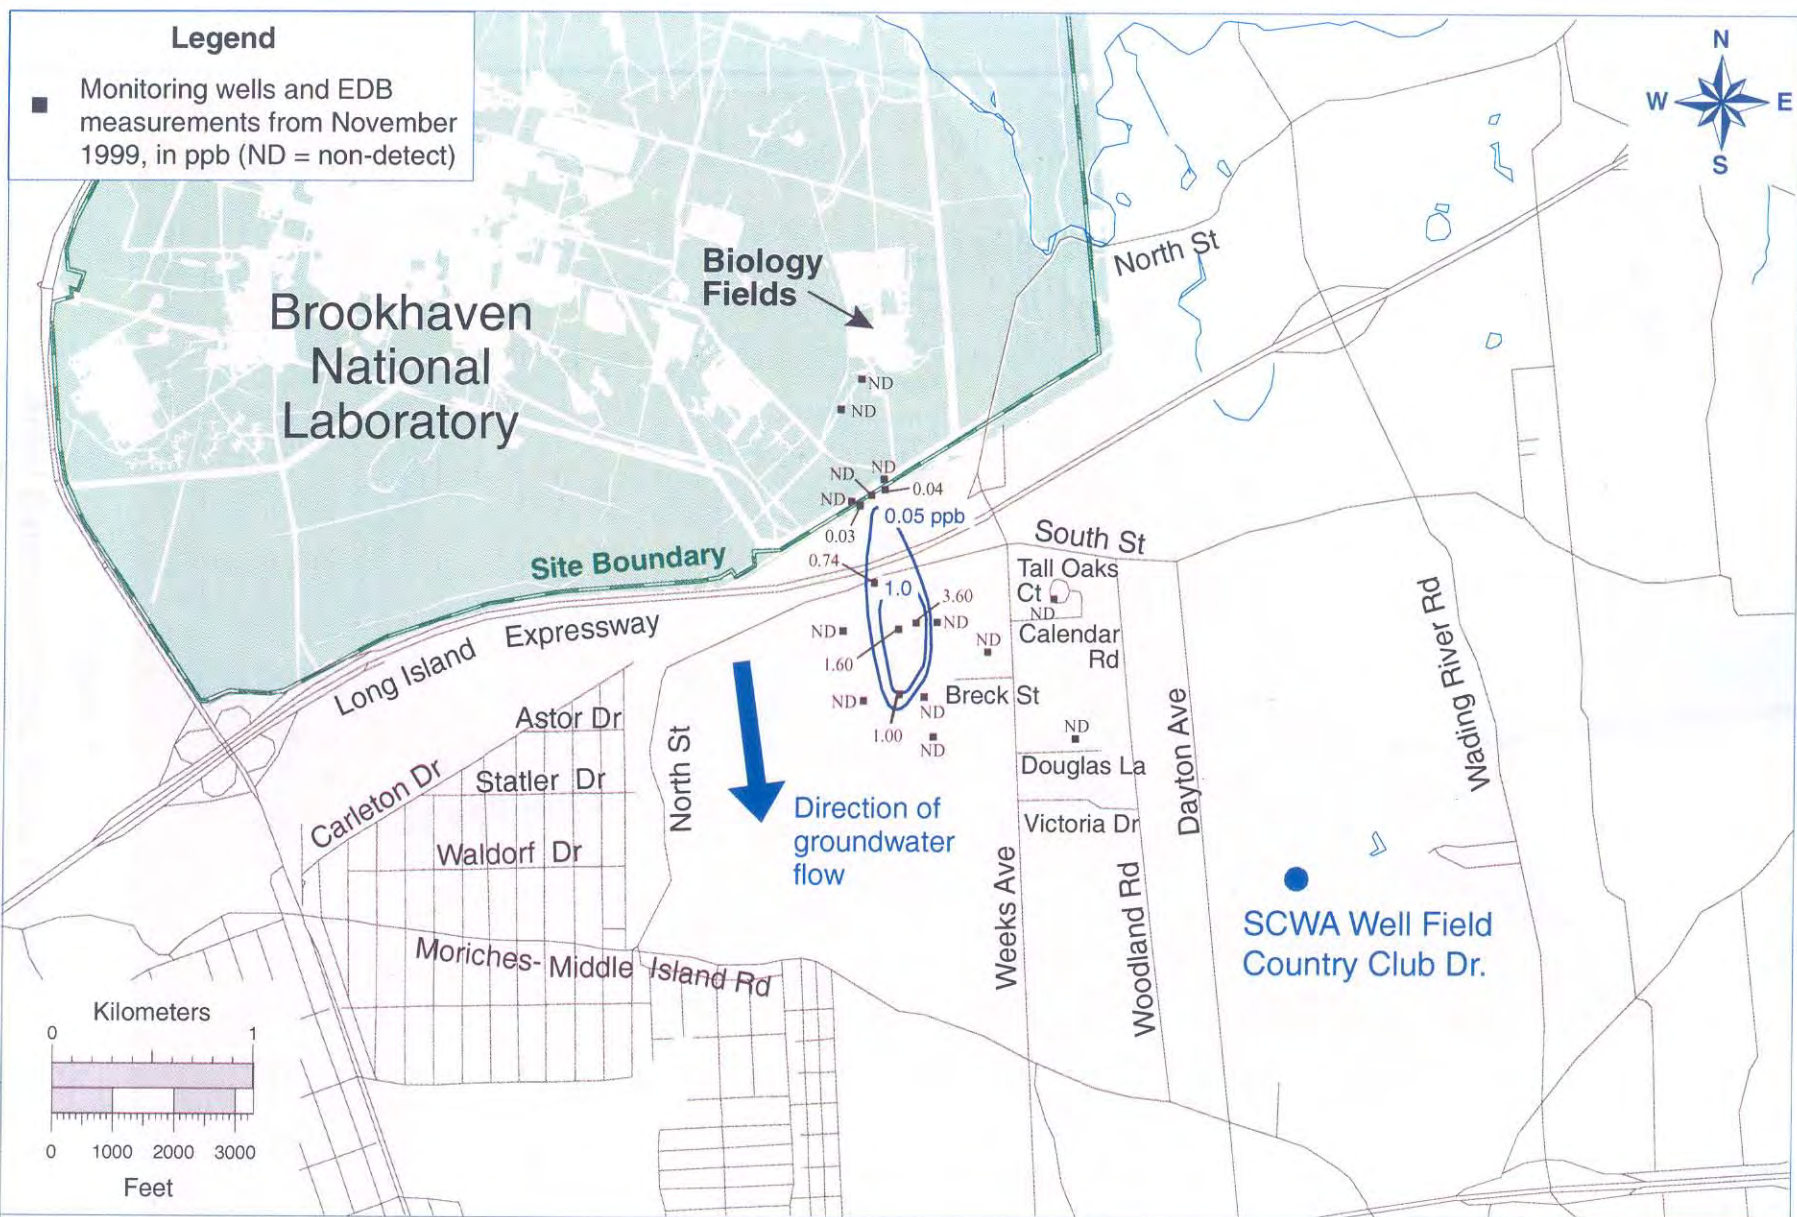 Legend
Monitoring wells and EDB
measurements from November
1999, in ppb (ND = non-detect)
N
W
E
S
Biology
Fields
North St
Brookhaven
National
Laboratory
ND
ND
ND
ND
ND
0.04
0.03
0.05 ppb
Site Boundary
0.74
1.0
South St
Tall Oaks
Ct
ND
3.60
ND
ND
ND
1.60
Calendar
Rd
Long Island Expressway
Breck St
ND
ND
1.00
ND
ND
Astor Dr
Statler Dr
Carleton Dr
Waldorf Dr
North St
Direction of
groundwater
flow
Douglas La
Victoria Dr
Weeks Ave
Woodland Rd
Dayton Ave
Wading River Rd
SCWA Well Field
Country Club Dr.
Moriches- Middle Island Rd
Kilometers
0 1
0 1000 2000 3000
Feet